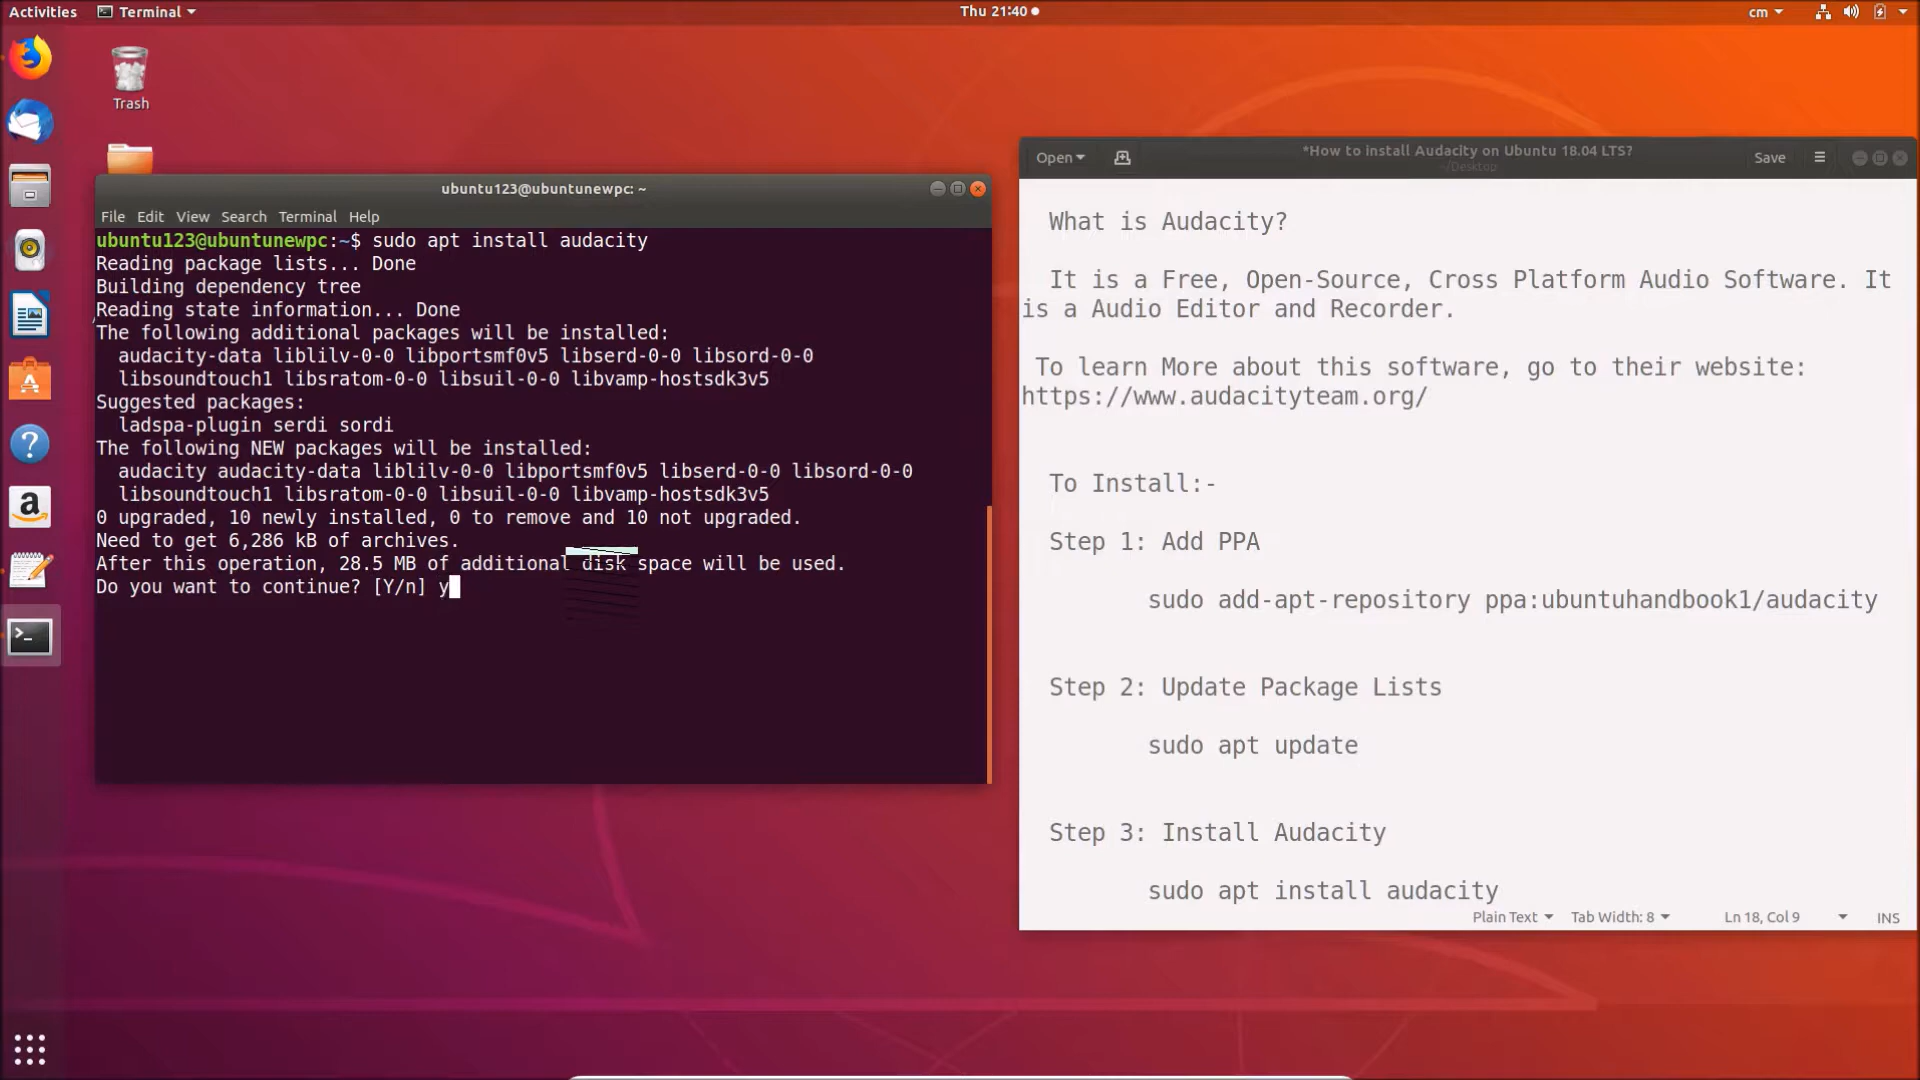 Activities
Terminal
Thu 21:40
cm
Trash
ubuntu123@ubuntunewpc: ~
File Edit View Search Terminal Help
ubuntu123@ubuntunewpc:~$ sudo apt install audacity
Reading package lists... Done
Building dependency tree
Reading state information... Done
The following additional packages will be installed:
audacity-data liblilv-0-0 libportsmf0v5 libserd-0-0 libsord-0-0
libsoundtouch1 libsratom-0-0 libsuil-0-0 libvamp-hostsdk3v5
Suggested packages:
ladspa-plugin serdi sordi
The following NEW packages will be installed:
audacity audacity-data liblilv-0-0 libportsmf0v5 libserd-0-0 libsord-0-0
libsoundtouch1 libsratom-0-0 libsuil-0-0 libvamp-hostsdk3v5
0 upgraded, 10 newly installed, 0 to remove and 10 not upgraded.
Need to get 6,286 kB of archives.
After this operation, 28.5 MB of additional disk space will be used.
Do you want to continue? [Y/n] y
Open
*How to install Audacity on Ubuntu 18.04 LTS?
~/Desktop
Save
What is Audacity?
It is a Free, Open-Source, Cross Platform Audio Software. It
is a Audio Editor and Recorder.
To learn More about this software, go to their website:
https://www.audacityteam.org/
To Install:-
Step 1: Add PPA
sudo add-apt-repository ppa:ubuntuhandbook1/audacity
Step 2: Update Package Lists
sudo apt update
Step 3: Install Audacity
sudo apt install audacity
Plain Text
Tab Width: 8
Ln 18, Col 9
INS